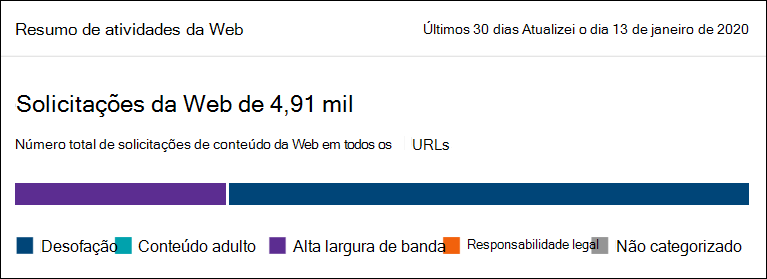 Resumo de atividades da Web Últimos 30 dias Atualizei o dia 13 de janeiro de 2020
Solicitações da Web de 4,91 mil
Número total de solicitações de conteúdo da Web em todos os URLs
Desofação Conteúdo adulto Alta largura de banda Responsabilidade legal Não categorizado